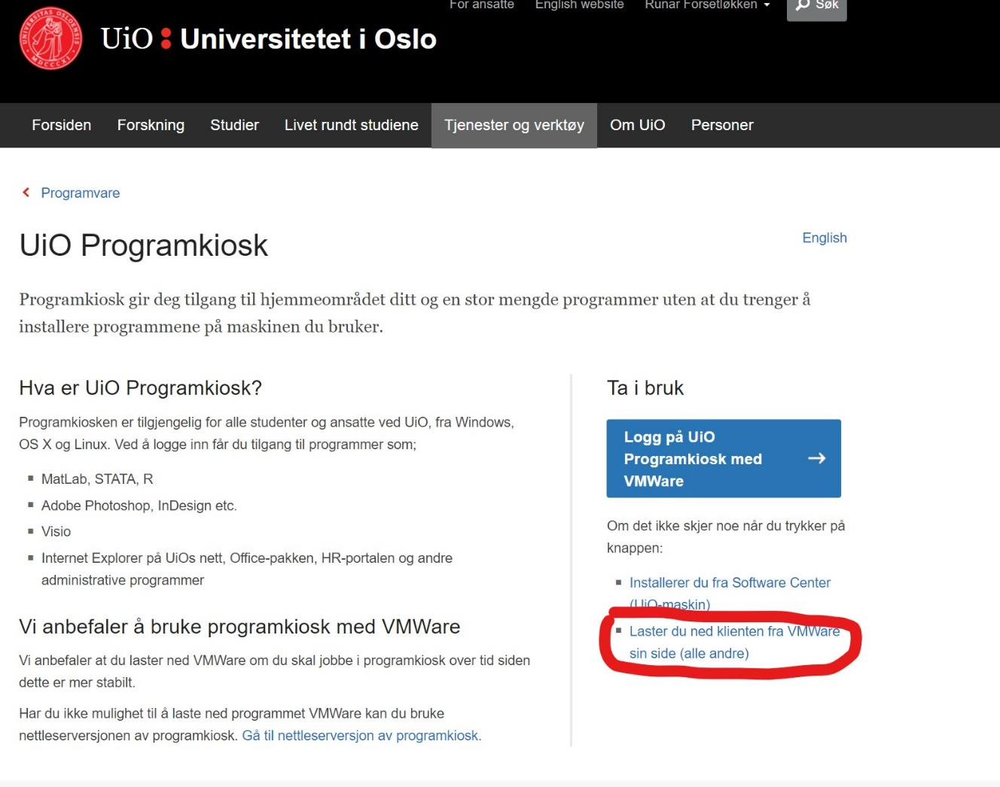 For ansatte English website Runar Forsetløkken Søk
UNIVERSITAS OSLOENSIS
MDCCCXI
UiO : Universitetet i Oslo
Forsiden Forskning Studier Livet rundt studiene Tjenester og verktøy Om UiO Personer
Programvare
UiO Programkiosk
English
Programkiosk gir deg tilgang til hjemmeområdet ditt og en stor mengde programmer uten at du trenger å
installere programmene på maskinen du bruker.
Hva er UiO Programkiosk?
Programkiosken er tilgjengelig for alle studenter og ansatte ved UiO, fra Windows,
OS X og Linux. Ved å logge inn får du tilgang til programmer som;
MatLab, STATA, R
Adobe Photoshop, InDesign etc.
Visio
Internet Explorer på UiOs nett, Office-pakken, HR-portalen og andre
administrative programmer
Vi anbefaler å bruke programkiosk med VMWare
Vi anbefaler at du laster ned VMWare om du skal jobbe i programkiosk over tid siden
dette er mer stabilt.
Har du ikke mulighet til å laste ned programmet VMWare kan du bruke
nettleserversjonen av programkiosk. Gå til nettleserversjon av programkiosk.
Ta i bruk
Logg på UiO
Programkiosk med
VMWare
Om det ikke skjer noe når du trykker på
knappen:
Installerer du fra Software Center
(UiO-maskin)
Laster du ned klienten fra VMWare
sin side (alle andre)